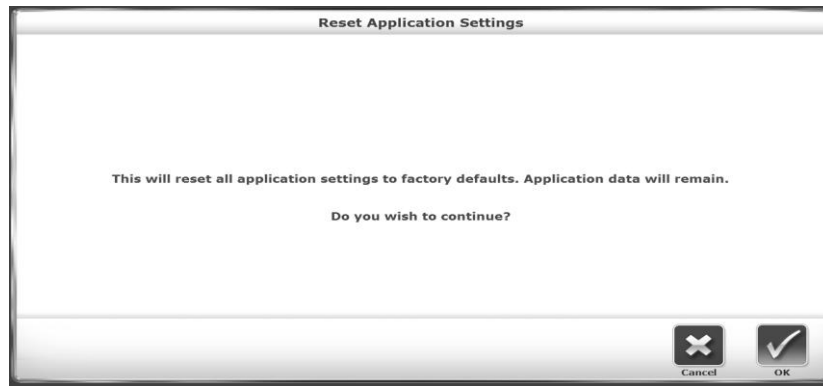 Reset Application Settings
This will reset all application settings to factory defaults. Application data will remain.
Do you wish to continue?
Cancel
OK